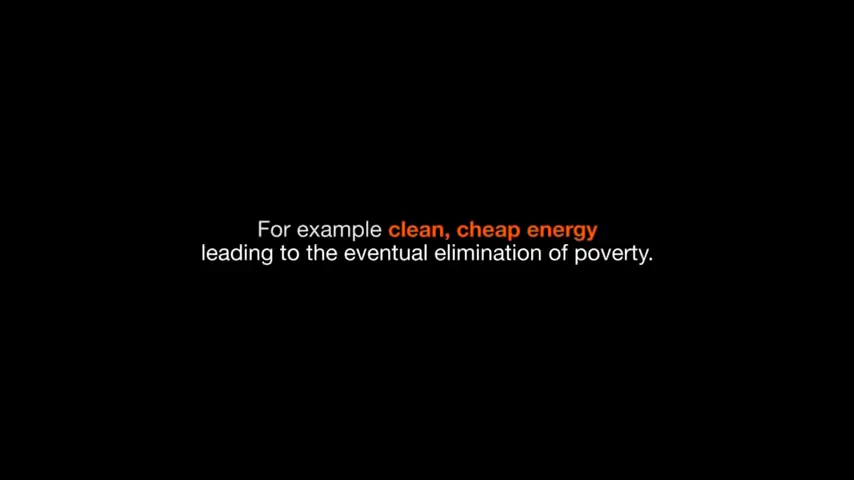 For example clean, cheap energy
leading to the eventual elimination of poverty.